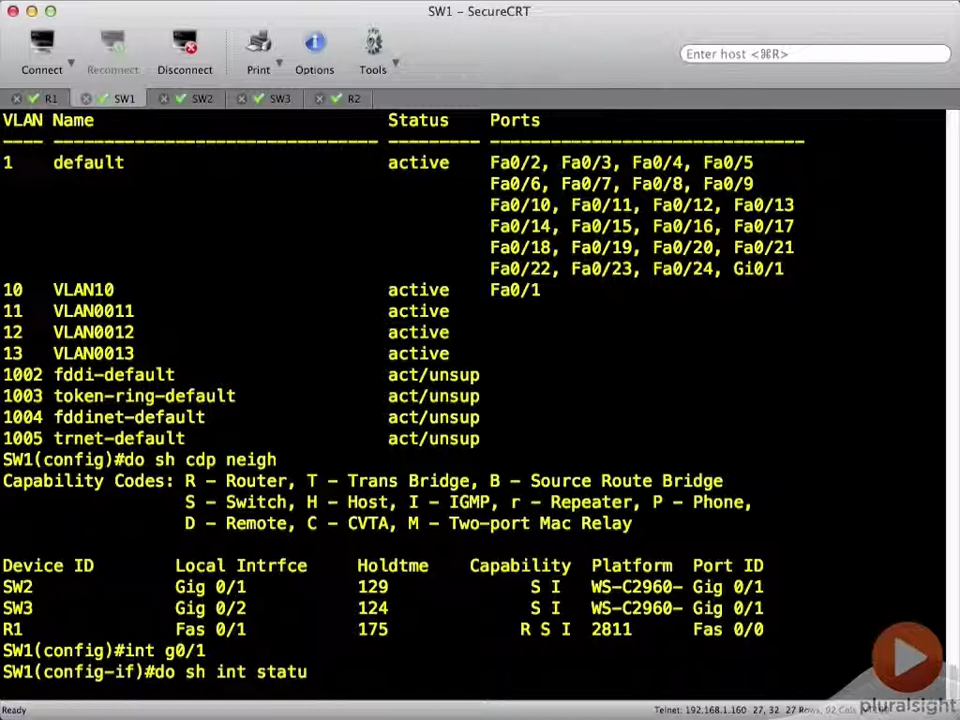 SW1 – SecureCRT
Connect Reconnect Disconnect Print Options Tools
Enter host <⌘R>
R1 SW1 SW2 SW3 R2
VLAN Name Status Ports
---- -------------------------------- --------- -------------------------------
1 default active Fa0/2, Fa0/3, Fa0/4, Fa0/5
Fa0/6, Fa0/7, Fa0/8, Fa0/9
Fa0/10, Fa0/11, Fa0/12, Fa0/13
Fa0/14, Fa0/15, Fa0/16, Fa0/17
Fa0/18, Fa0/19, Fa0/20, Fa0/21
Fa0/22, Fa0/23, Fa0/24, Gi0/1
10 VLAN10 active Fa0/1
11 VLAN0011 active
12 VLAN0012 active
13 VLAN0013 active
1002 fddi-default act/unsup
1003 token-ring-default act/unsup
1004 fddinet-default act/unsup
1005 trnet-default act/unsup
SW1(config)#do sh cdp neigh
Capability Codes: R - Router, T - Trans Bridge, B - Source Route Bridge
S - Switch, H - Host, I - IGMP, r - Repeater, P - Phone,
D - Remote, C - CVTA, M - Two-port Mac Relay
Device ID Local Intrfce Holdtme Capability Platform Port ID
SW2 Gig 0/1 129 S I WS-C2960- Gig 0/1
SW3 Gig 0/2 124 S I WS-C2960- Gig 0/1
R1 Fas 0/1 175 R S I 2811 Fas 0/0
SW1(config)#int g0/1
SW1(config-if)#do sh int statu
Ready
Telnet: 192.168.1.160 27, 32 27 Rows, 92 Cols
pluralsight